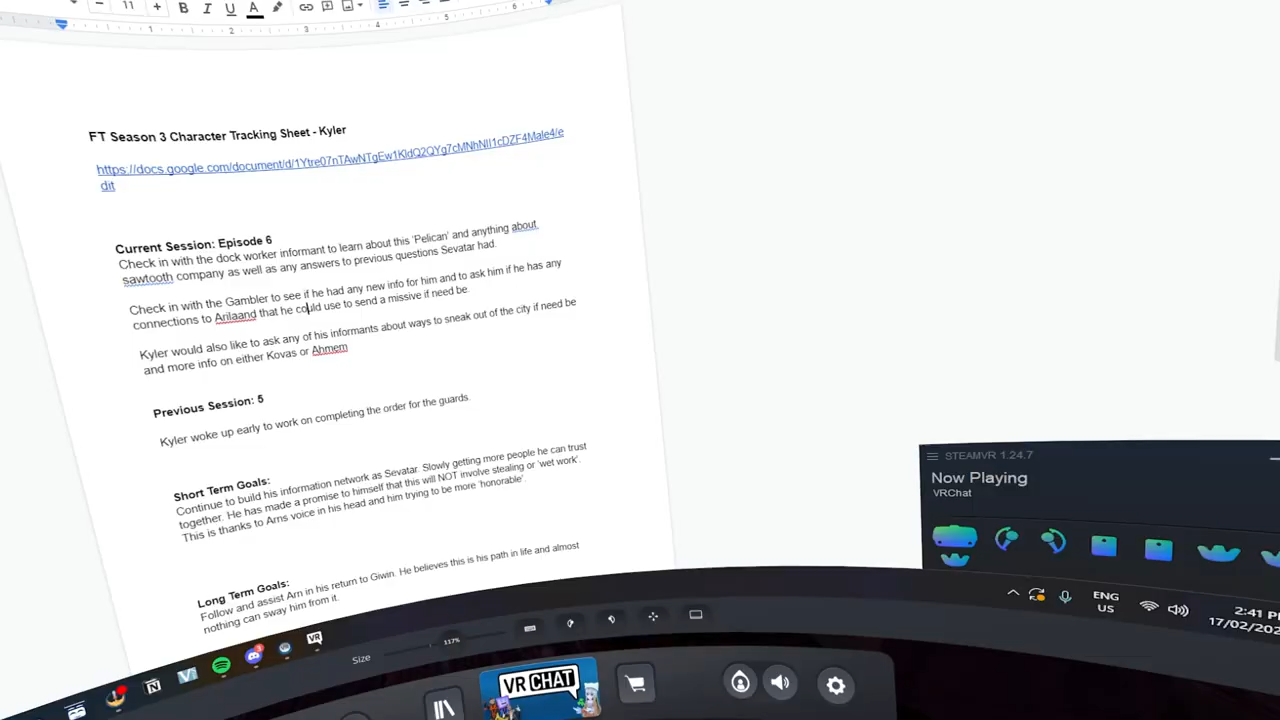 11
B I U A
1 2 3 4 5 6
FT Season 3 Character Tracking Sheet - Kyler
https://docs.google.com/document/d/1Ytre07nTAwNTgEw1KldQ2QYg7cMNhNIl1cDZF4Male4/e
dit
Current Session: Episode 6
Check in with the dock worker informant to learn about this 'Pelican' and anything about
sawtooth company as well as any answers to previous questions Sevatar had.
Check in with the Gambler to see if he had any new info for him and to ask him if he has any
connections to Arilaand that he could use to send a missive if need be.
Kyler would also like to ask any of his informants about ways to sneak out of the city if need be
and more info on either Kovas or Ahmem
Previous Session: 5
Kyler woke up early to work on completing the order for the guards.
Short Term Goals:
Continue to build his information network as Sevatar. Slowly getting more people he can trust
together. He has made a promise to himself that this will NOT involve stealing or 'wet work'.
This is thanks to Arns voice in his head and him trying to be more 'honorable'.
Long Term Goals:
Follow and assist Arn in his return to Giwin. He believes this is his path in life and almost
nothing can sway him from it.
STEAMVR 1.24.7
Now Playing
VRChat
ENG
US
2:41 P
17/02/202
VR
Size
117%
VRCHAT